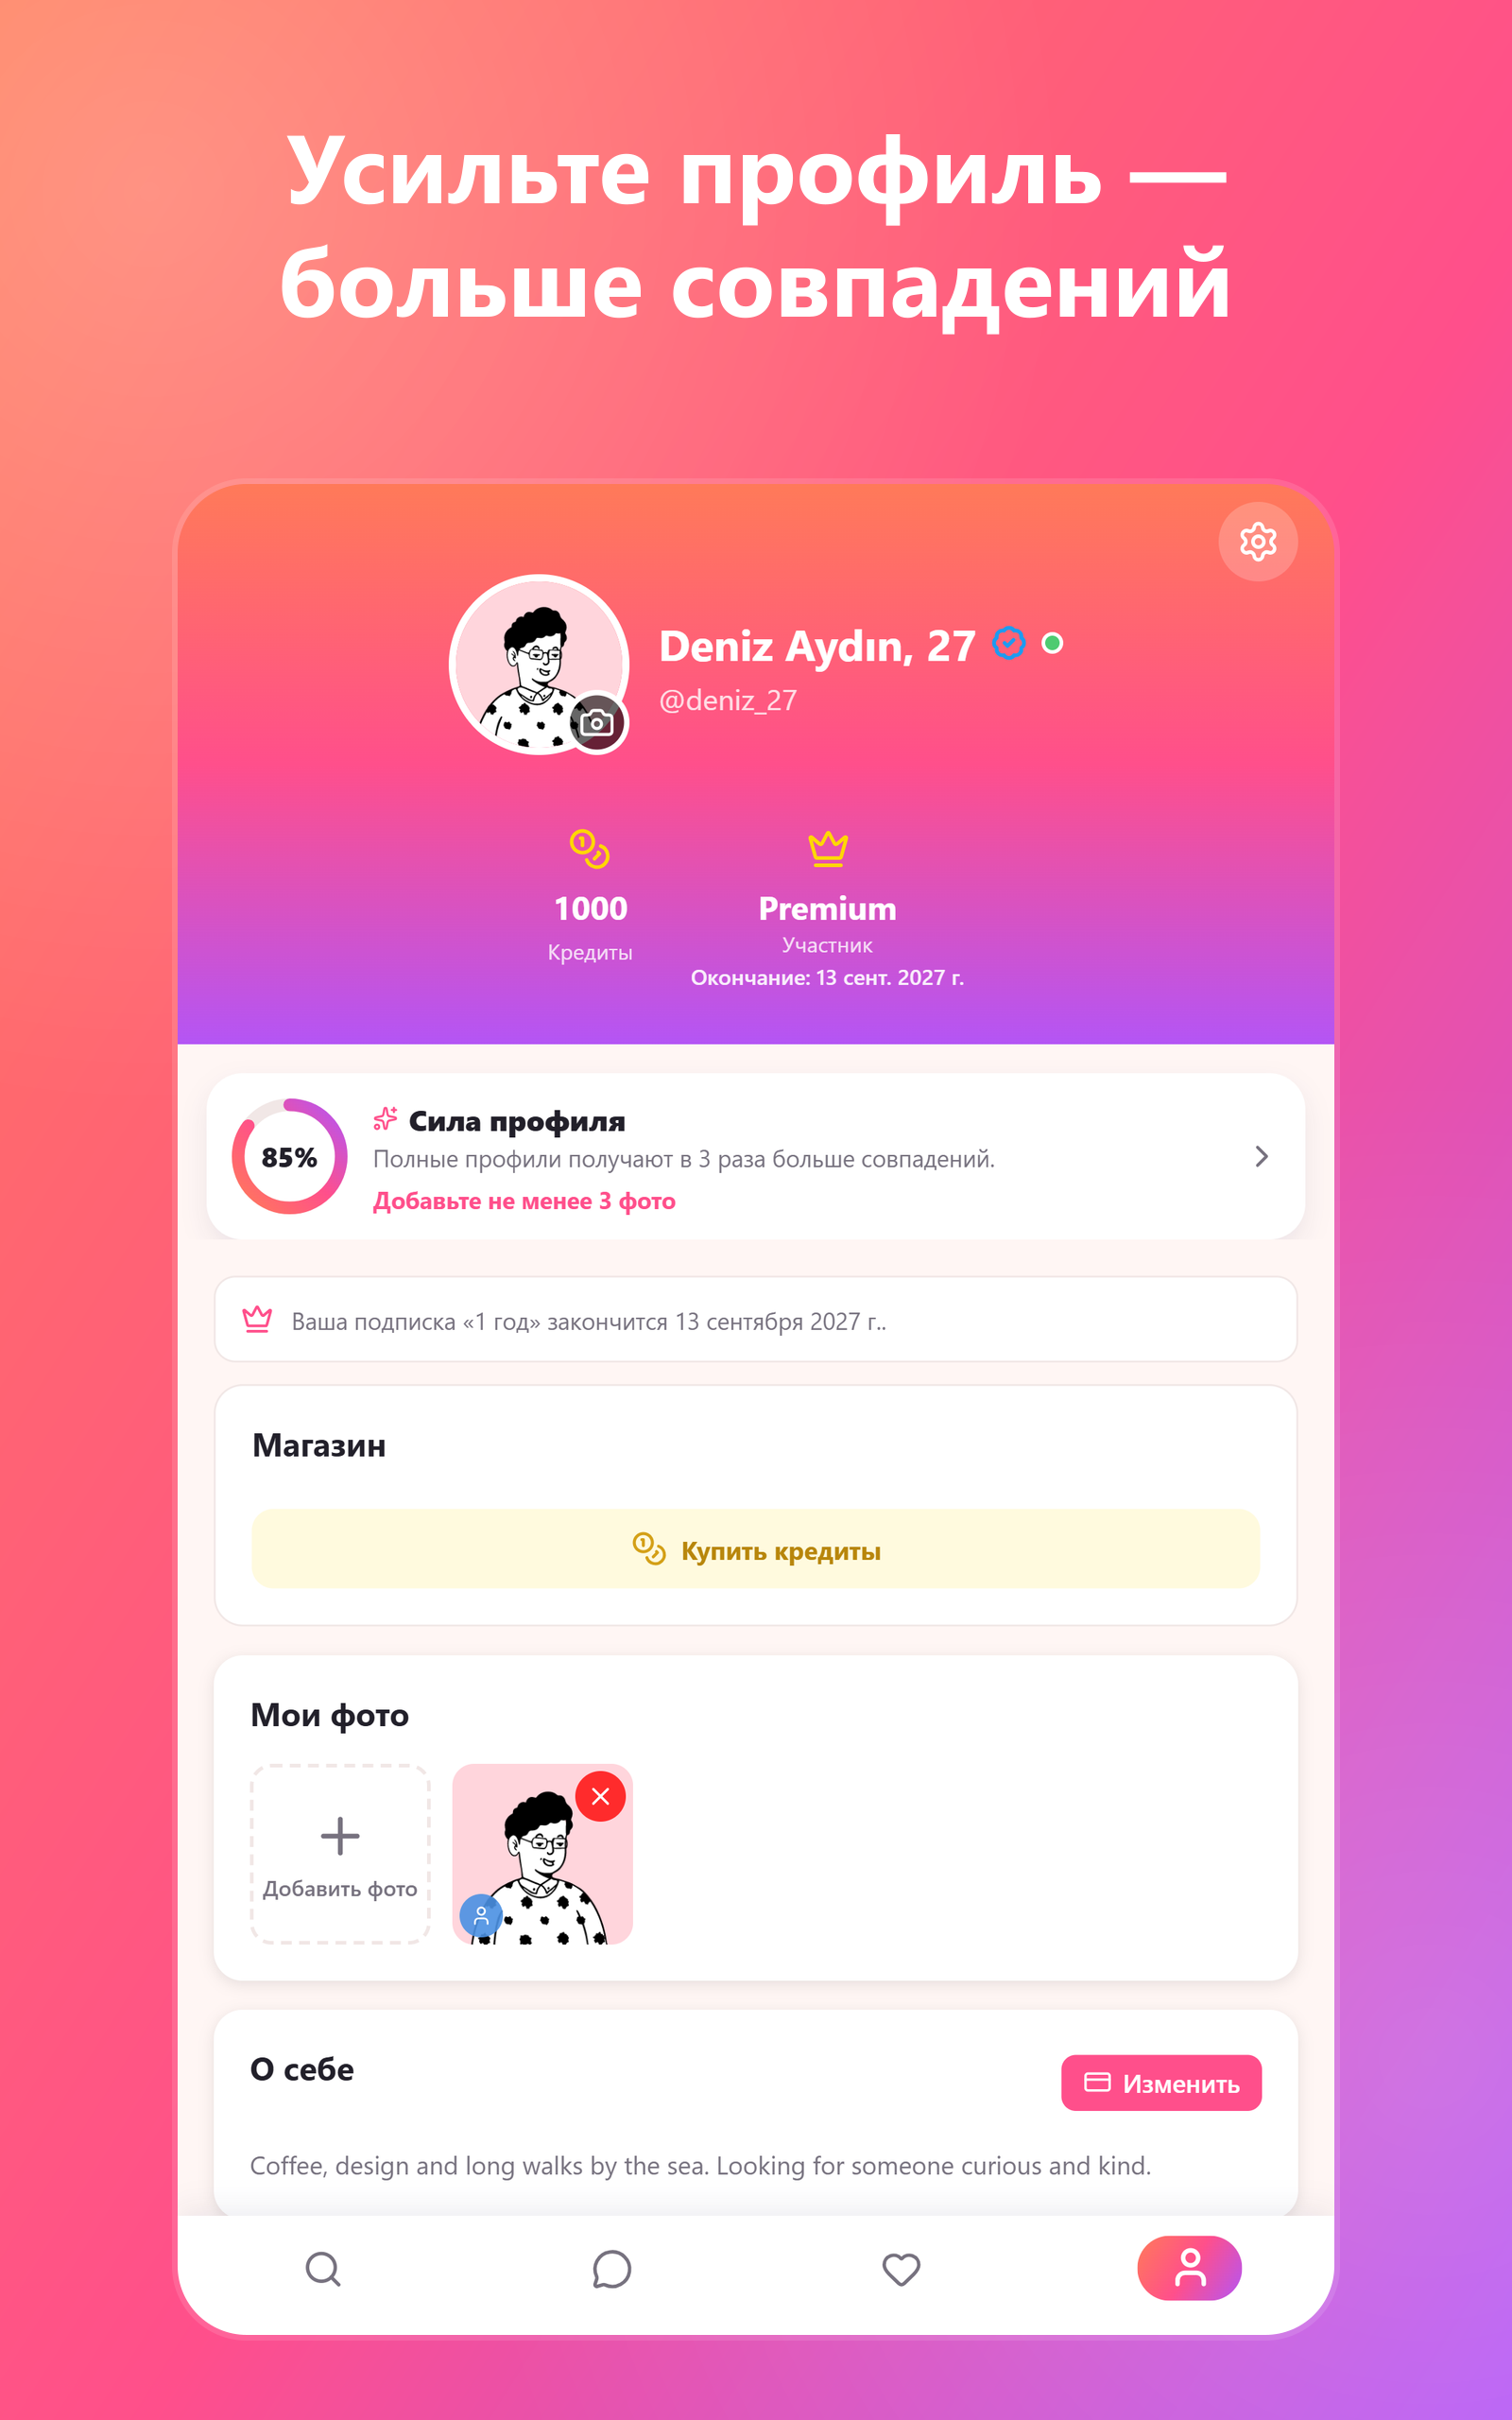 Усильте профиль —
больше совпадений
Deniz Aydın, 27
@deniz_27
1000
Кредиты
Premium
Участник
Окончание: 13 сент. 2027 г.
85%
Сила профиля
Полные профили получают в 3 раза больше совпадений.
Добавьте не менее 3 фото
Ваша подписка «1 год» закончится 13 сентября 2027 г..
Магазин
Купить кредиты
Мои фото
Добавить фото
О себе
Изменить
Coffee, design and long walks by the sea. Looking for someone curious and kind.